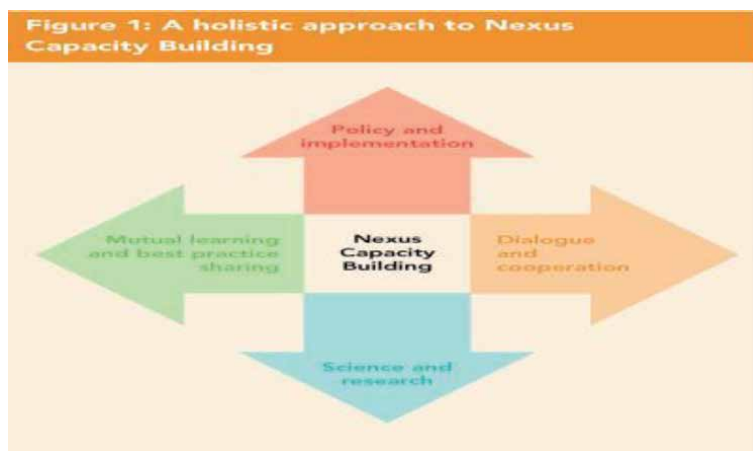 Figure 1: A holistic approach to Nexus
Capacity Building
Policy and
implementation
Mutual learning
and best practice
sharing
Nexus
Capacity
Building
Dialogue
and
cooperation
Science and
research